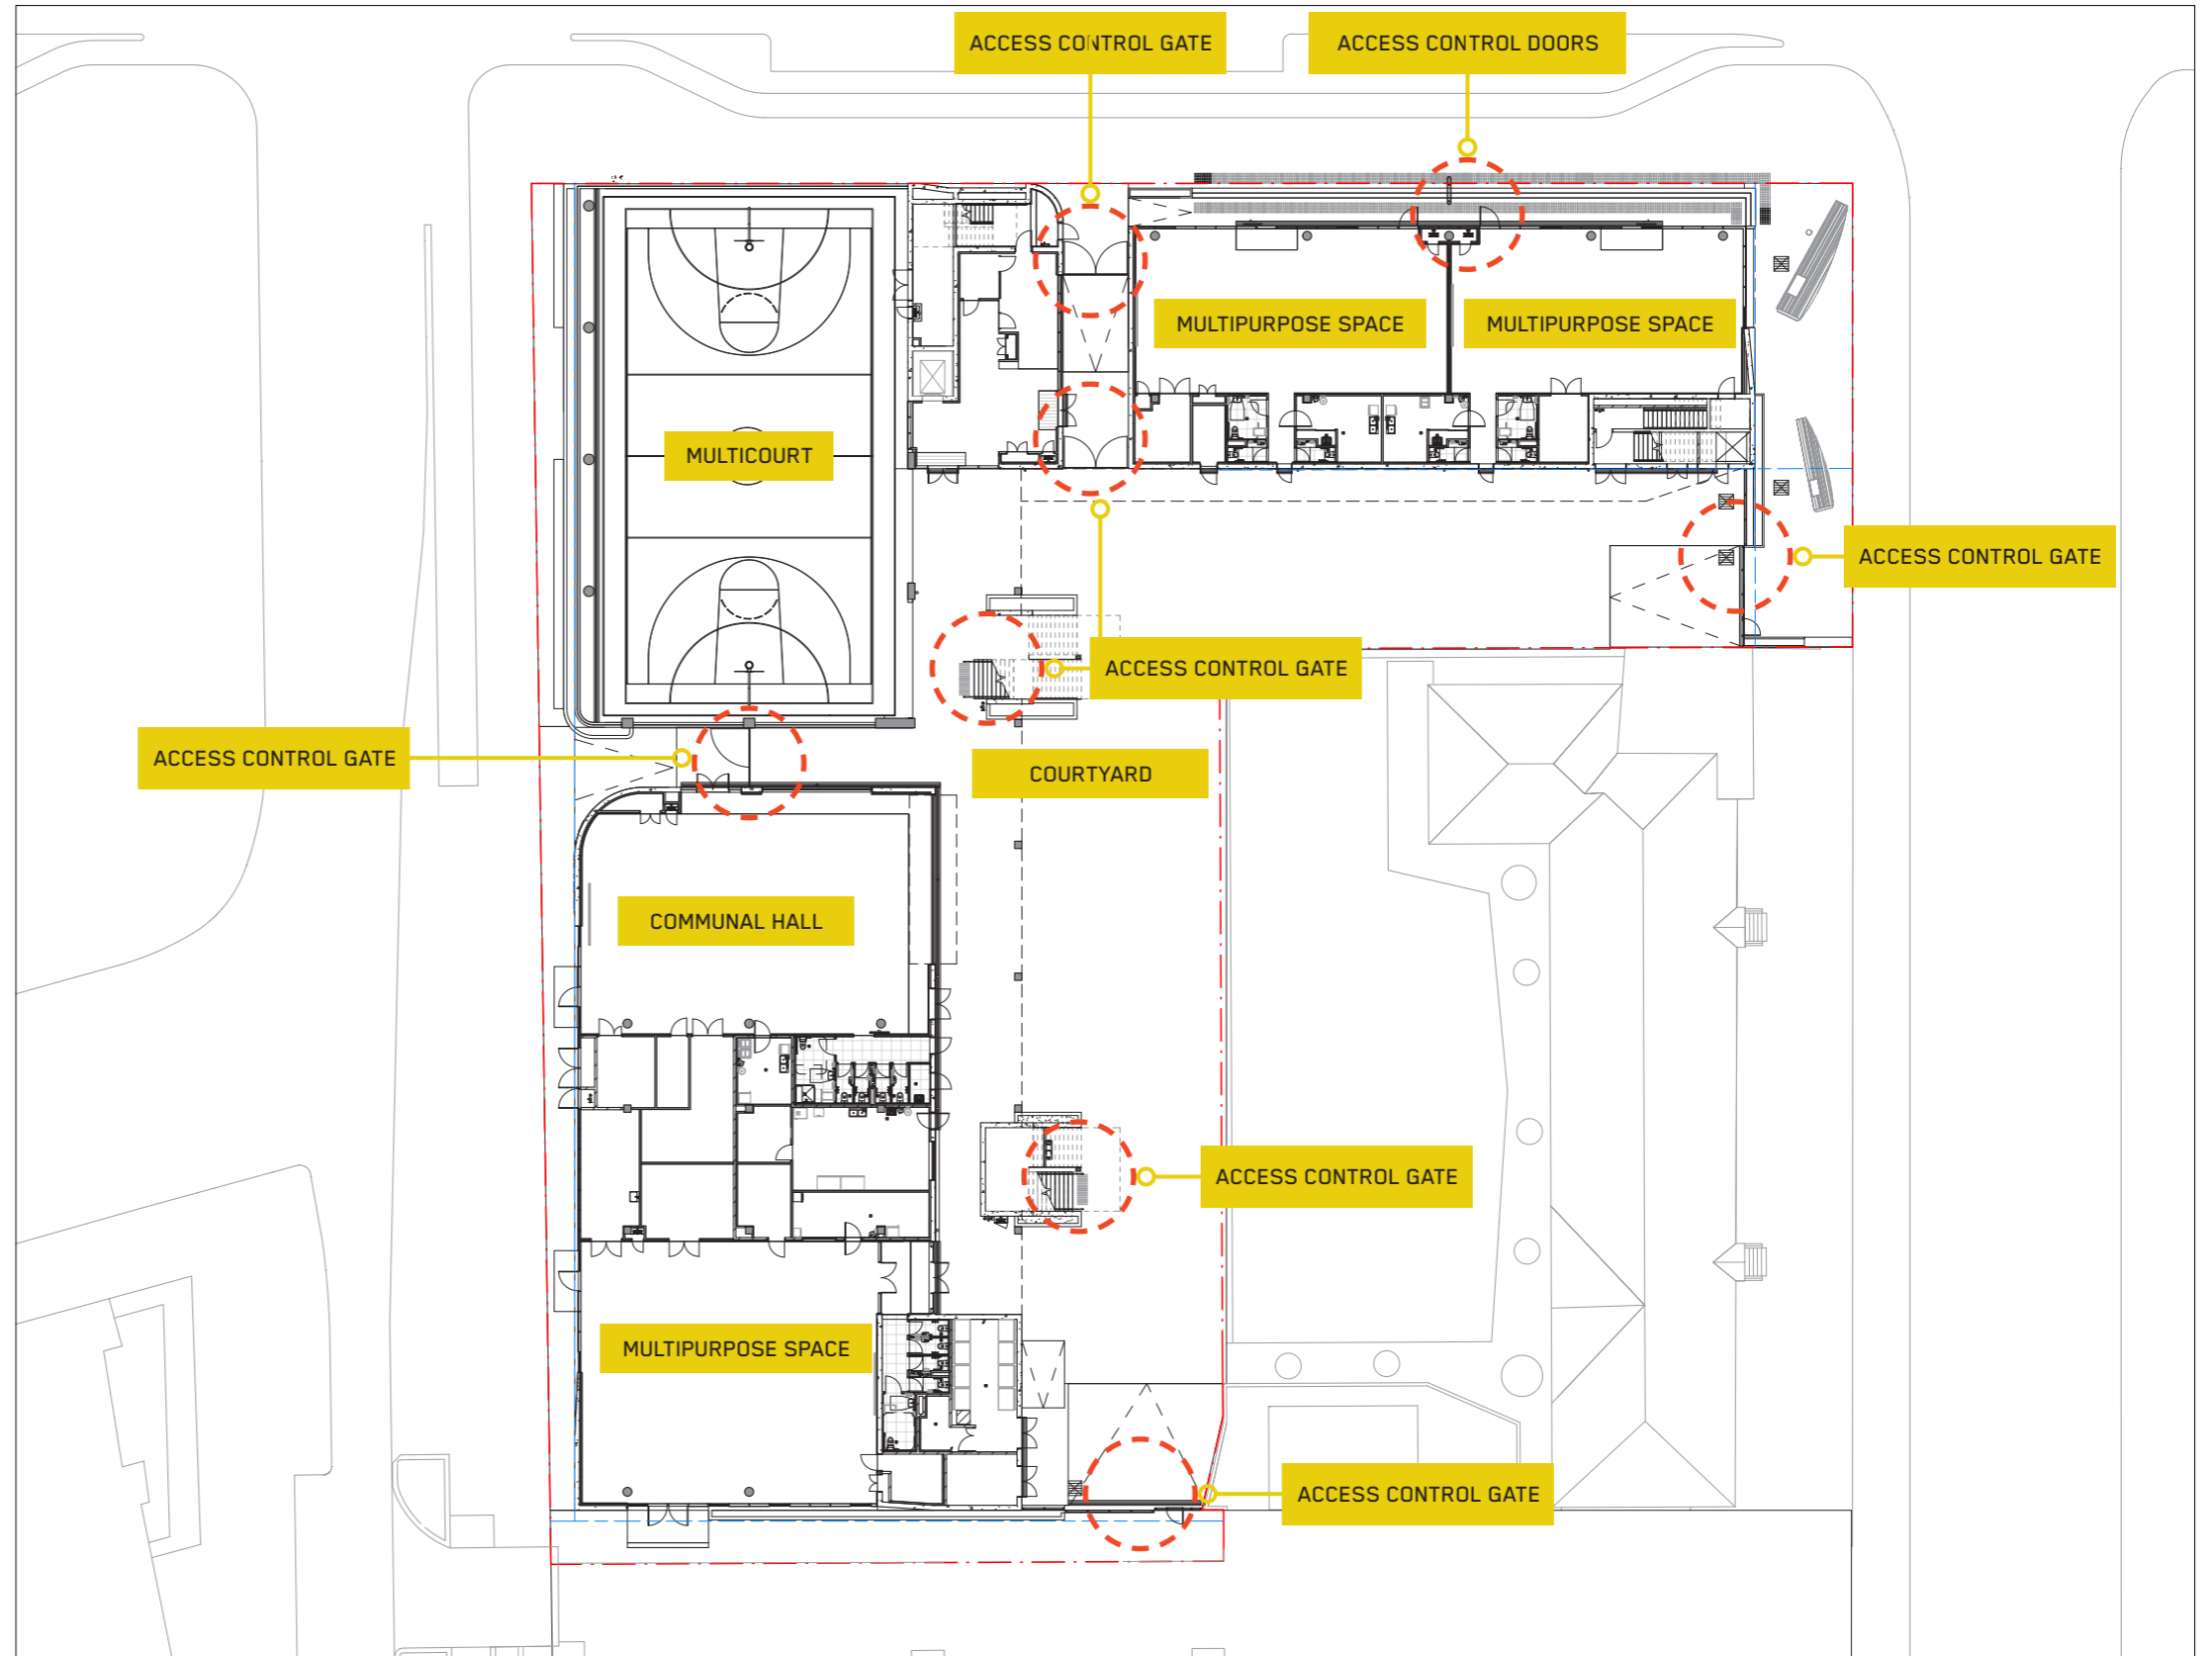 ACCESS CONTROL GATE
ACCESS CONTROL DOORS
MULTIPURPOSE SPACE
MULTIPURPOSE SPACE
MULTICOURT
ACCESS CONTROL GATE
ACCESS CONTROL GATE
ACCESS CONTROL GATE
COURTYARD
COMMUNAL HALL
ACCESS CONTROL GATE
MULTIPURPOSE SPACE
ACCESS CONTROL GATE